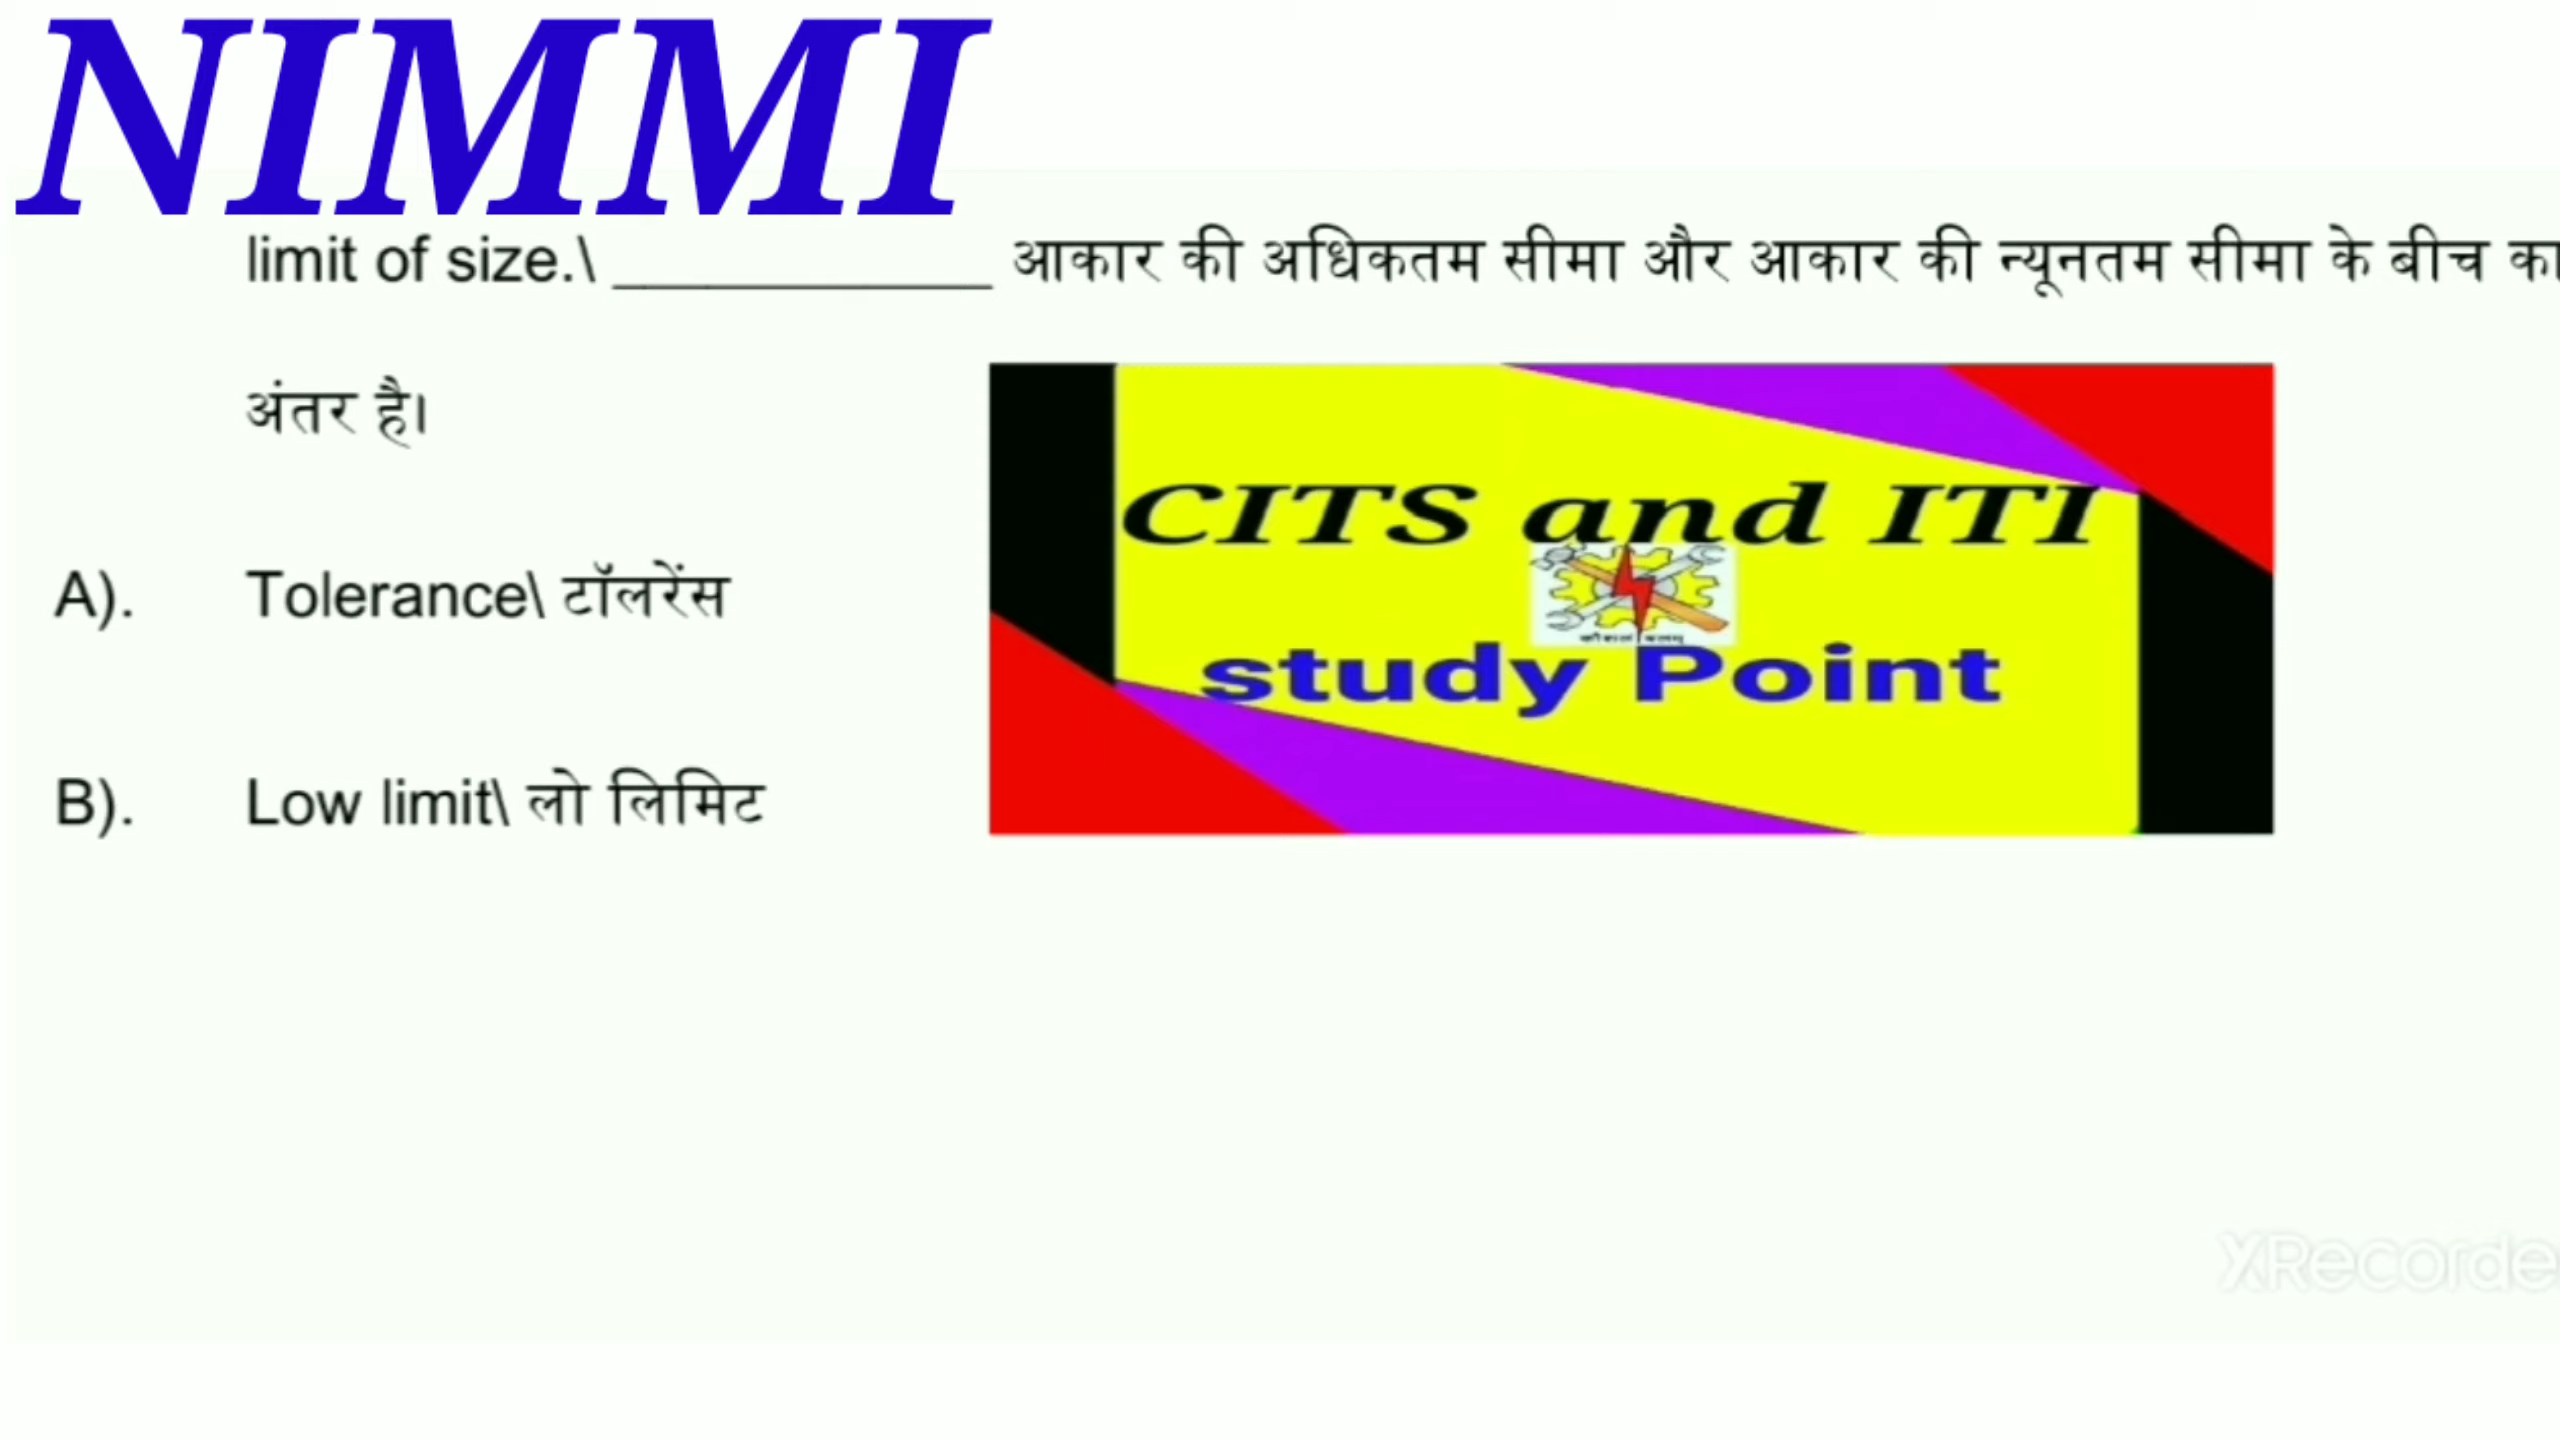 NIMMI
limit of size.\ ____________ आकार की अधिकतम सीमा और आकार की न्यूनतम सीमा के बीच का
अंतर है।
CITS and ITI
A). Tolerance\ टॉलरेंस
study Point
B). Low limit\ लो लिमिट
XRecorde